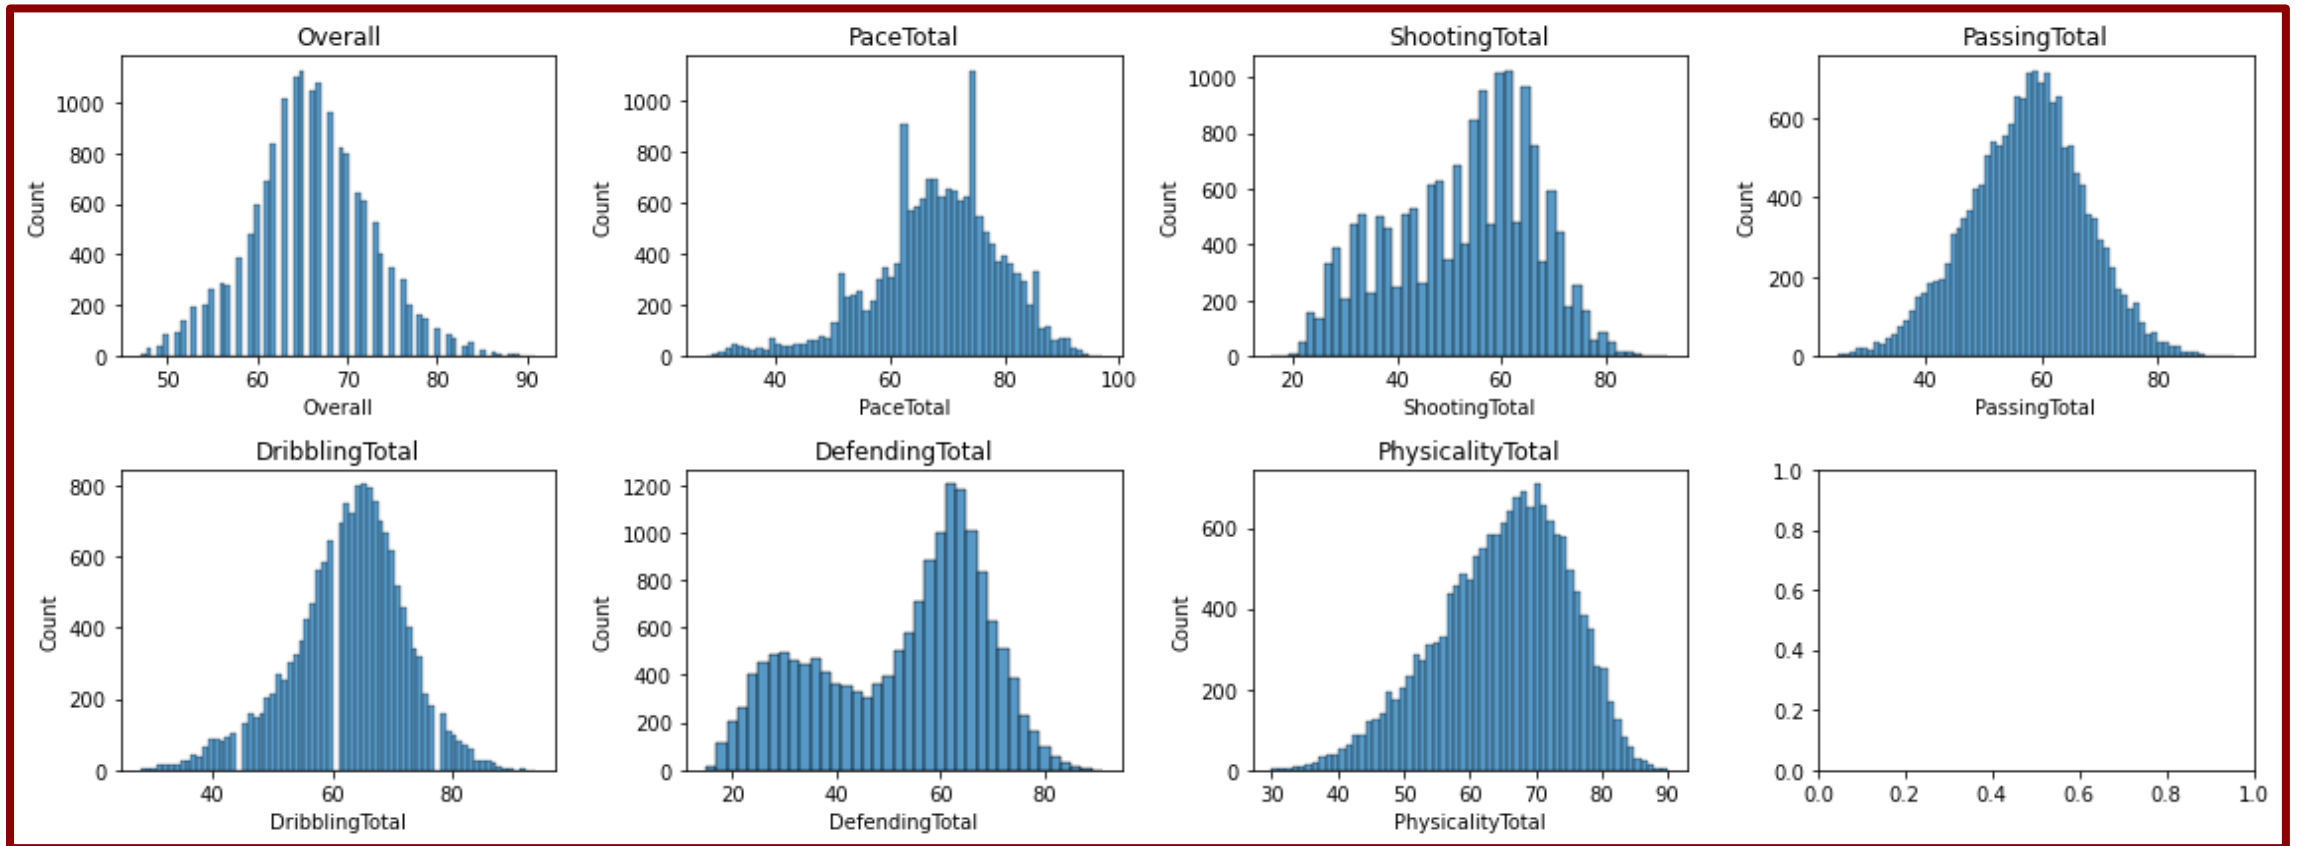 Overall
PaceTotal
ShootingTotal
PassingTotal
Count
1000
800
600
400
200
0
50 60 70 80 90
Overall
Count
1000
800
600
400
200
0
40 60 80 100
PaceTotal
Count
1000
800
600
400
200
0
20 40 60 80
ShootingTotal
Count
600
400
200
0
40 60 80
PassingTotal
DribblingTotal
DefendingTotal
PhysicalityTotal
Count
800
600
400
200
0
40 60 80
DribblingTotal
Count
1200
1000
800
600
400
200
0
20 40 60 80
DefendingTotal
Count
600
400
200
0
30 40 50 60 70 80 90
PhysicalityTotal
1.0
0.8
0.6
0.4
0.2
0.0
0.0 0.2 0.4 0.6 0.8 1.0